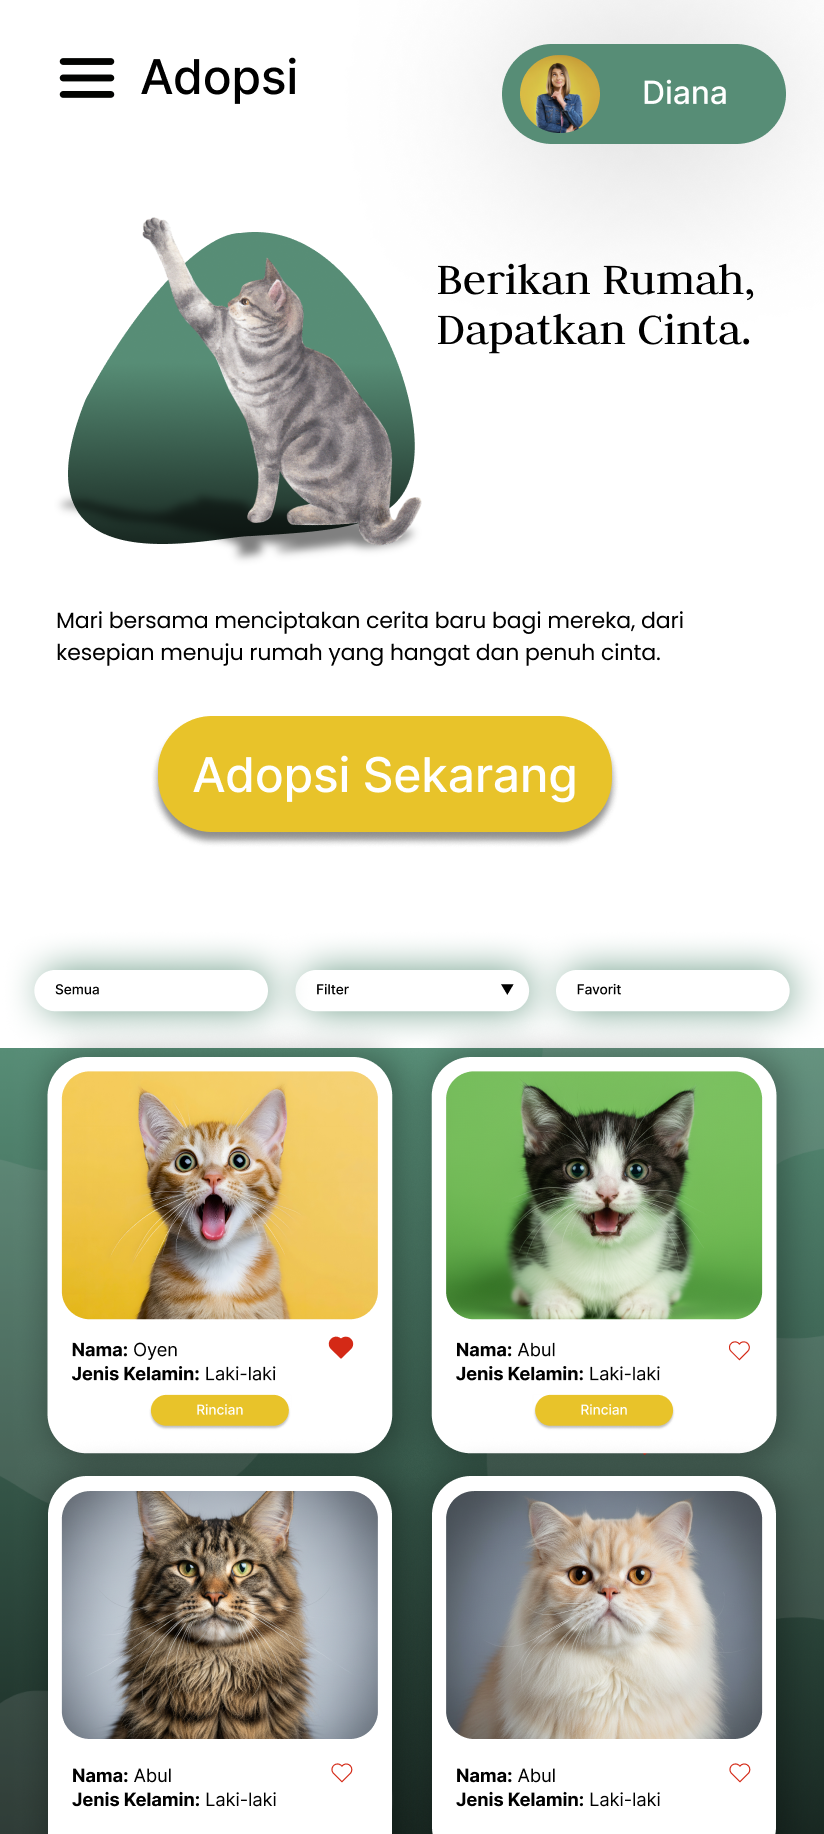 Adopsi
Diana
Berikan Rumah,
Dapatkan Cinta.
Mari bersama menciptakan cerita baru bagi mereka, dari
kesepian menuju rumah yang hangat dan penuh cinta.
Adopsi Sekarang
Semua
Filter
Favorit
Nama: Oyen
Jenis Kelamin: Laki-laki
Rincian
Nama: Abul
Jenis Kelamin: Laki-laki
Rincian
Nama: Abul
Jenis Kelamin: Laki-laki
Nama: Abul
Jenis Kelamin: Laki-laki